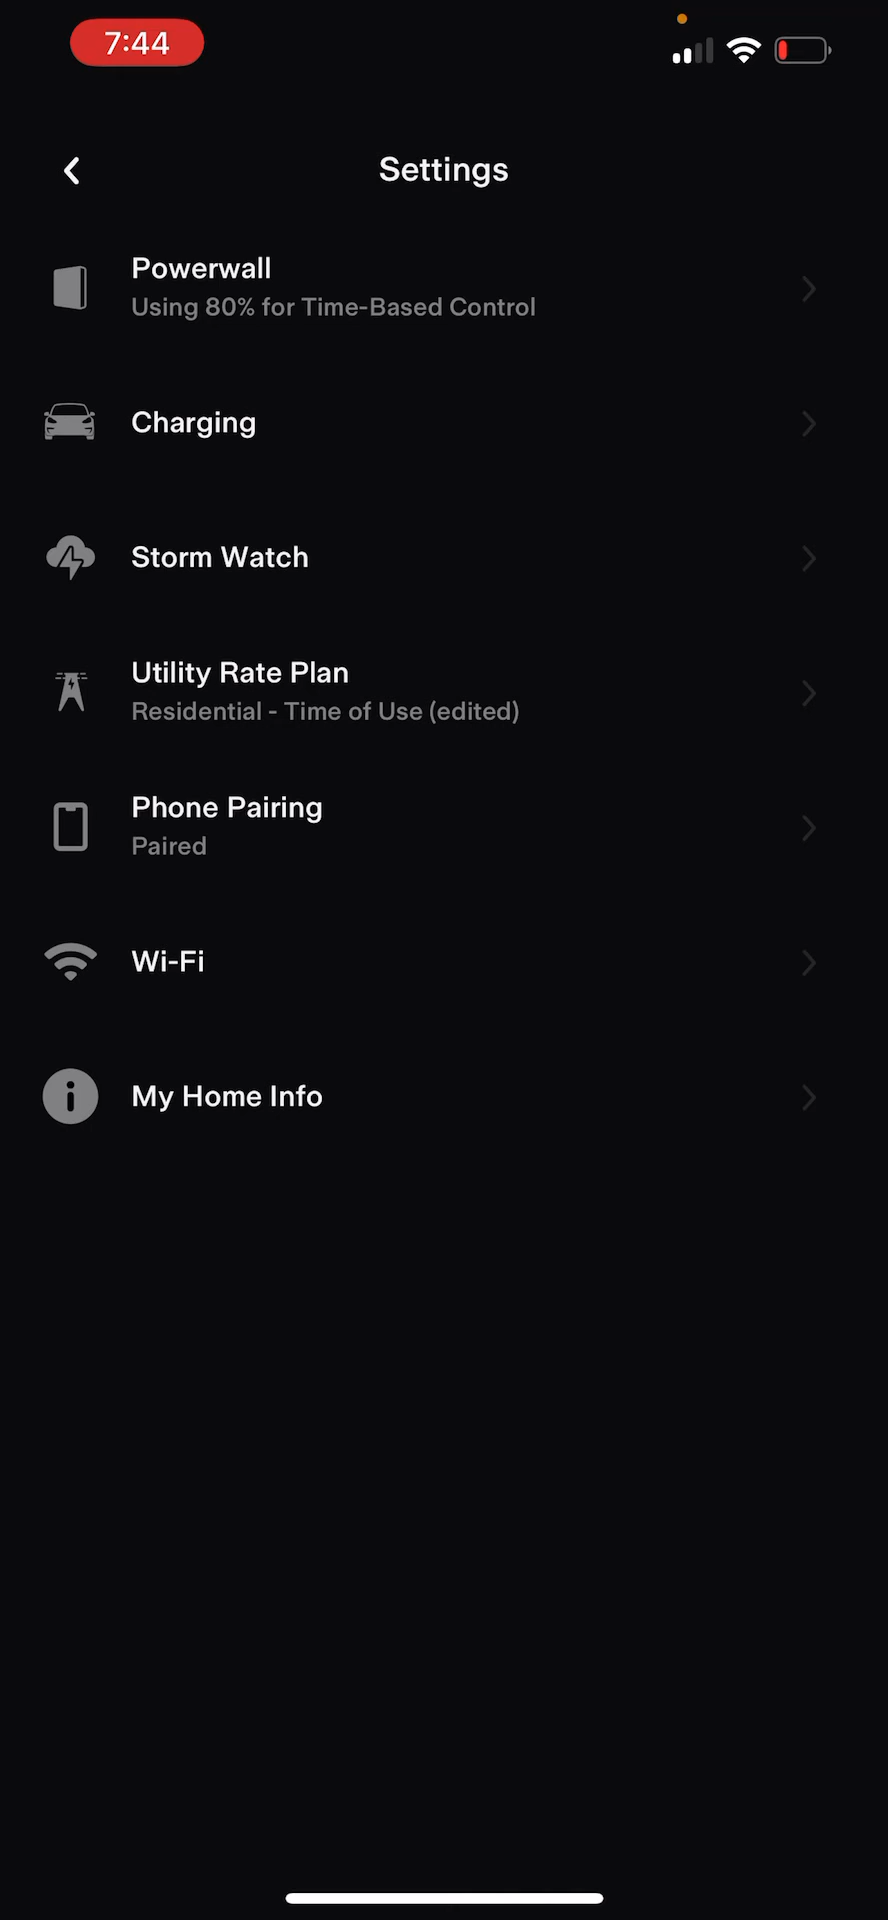 7:44
Settings
Powerwall
Using 80% for Time-Based Control
Charging
Storm Watch
Utility Rate Plan
Residential - Time of Use (edited)
Phone Pairing
Paired
Wi-Fi
My Home Info